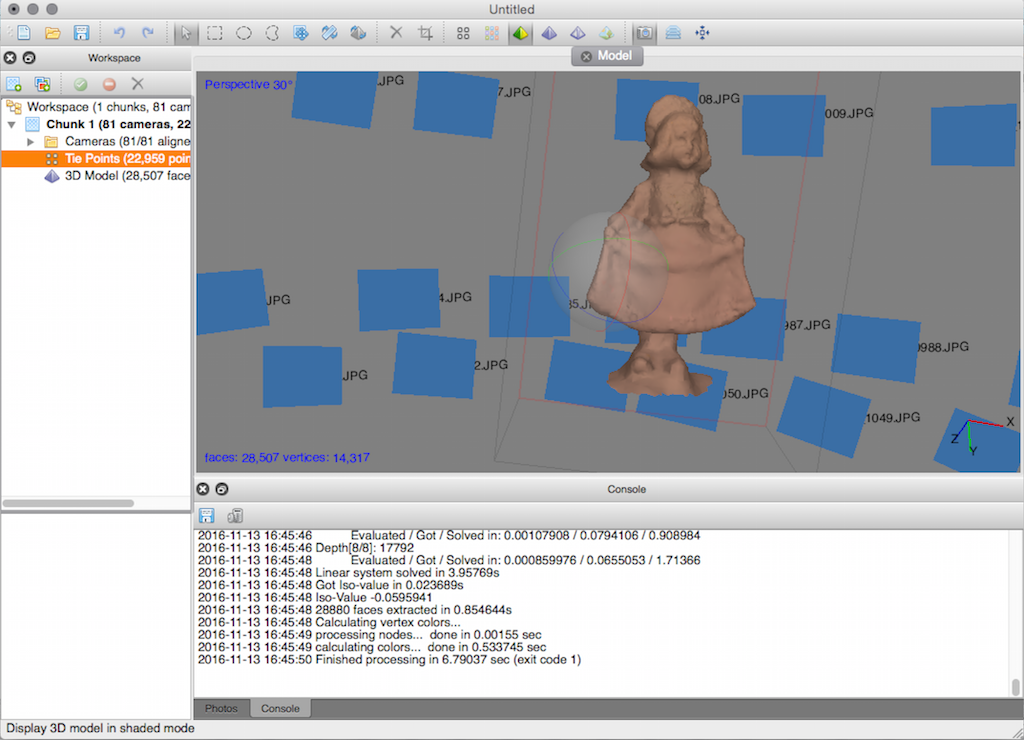 Untitled
Workspace
Model
Workspace (1 chunks, 81 cam
Chunk 1 (81 cameras, 22
Cameras (81/81 aligne
Tie Points (22,959 poin
3D Model (28,507 face
Perspective 30°
.JPG
7.JPG
08.JPG
009.JPG
.JPG
4.JPG
987.JPG
0988.JPG
.JPG
2.JPG
050.JPG
1049.JPG
X
Z
Y
faces: 28,507 vertices: 14,317
Console
2016-11-13 16:45:46 Evaluated / Got / Solved in: 0.00107908 / 0.0794106 / 0.908984
2016-11-13 16:45:46 Depth[8/8]: 17792
2016-11-13 16:45:48 Evaluated / Got / Solved in: 0.000859976 / 0.0655053 / 1.71366
2016-11-13 16:45:48 Linear system solved in 3.95769s
2016-11-13 16:45:48 Got Iso-value in 0.023689s
2016-11-13 16:45:48 Iso-Value -0.0595941
2016-11-13 16:45:48 28880 faces extracted in 0.854644s
2016-11-13 16:45:48 Calculating vertex colors...
2016-11-13 16:45:49 processing nodes... done in 0.00155 sec
2016-11-13 16:45:49 calculating colors... done in 0.533745 sec
2016-11-13 16:45:50 Finished processing in 6.79037 sec (exit code 1)
Photos Console
Display 3D model in shaded mode